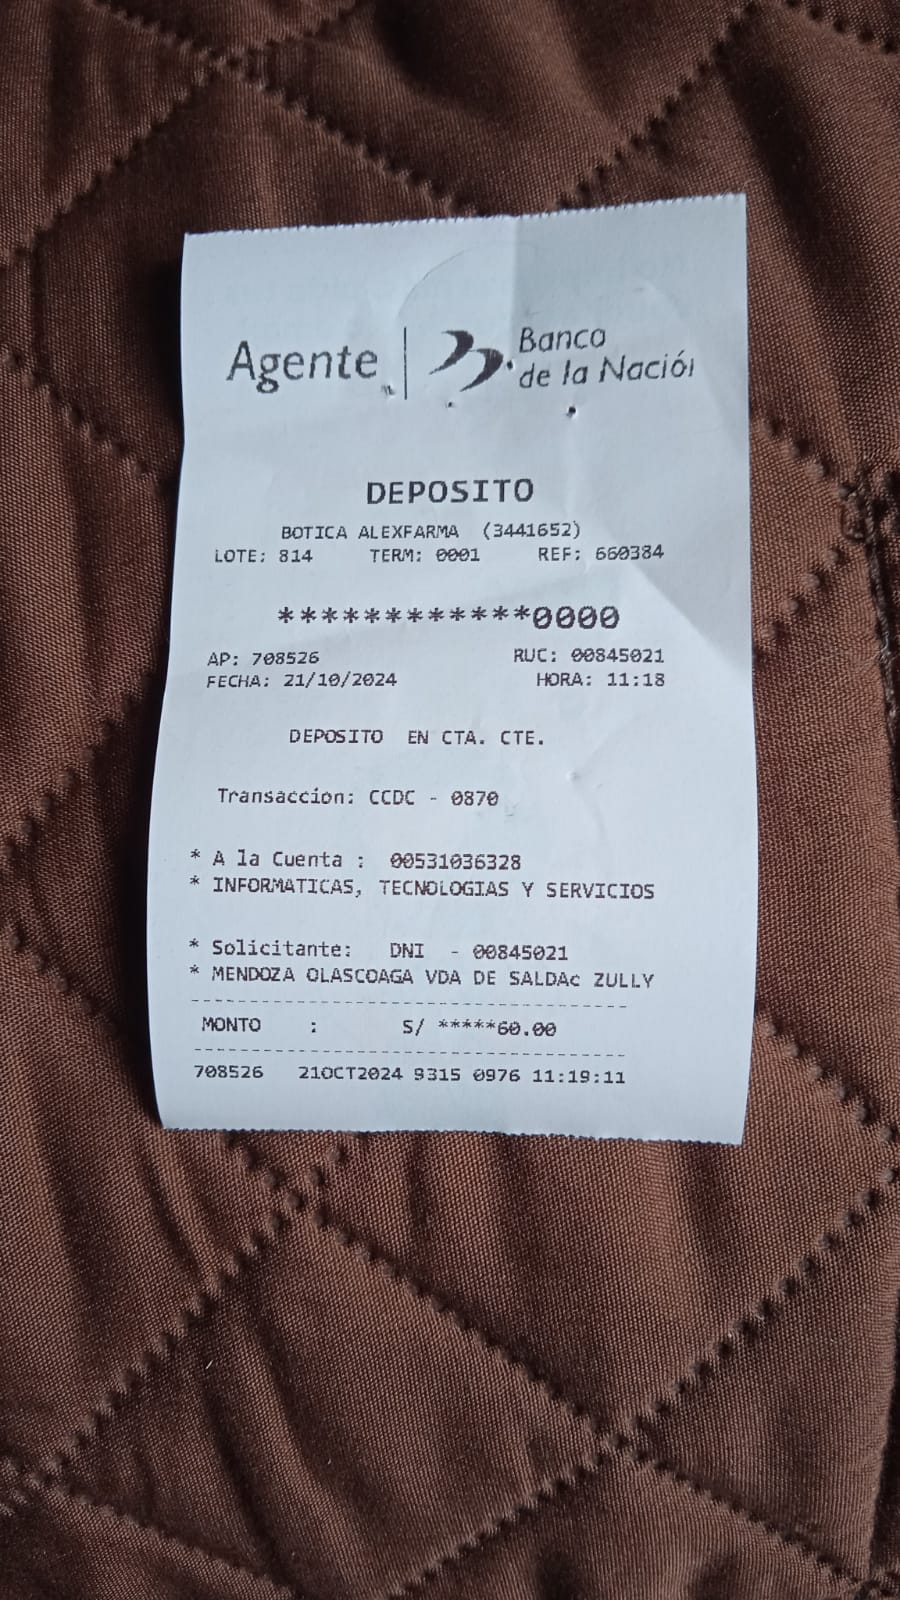 Agente
Banco
de la Nación
DEPOSITO
BOTICA ALEXFARMA (3441652)
LOTE: 814 TERM: 0001 REF: 660384
************0000
AP: 708526 RUC: 00845021
FECHA: 21/10/2024 HORA: 11:18
DEPOSITO EN CTA. CTE.
Transaccion: CCDC - 0870
* A la Cuenta : 00531036328
* INFORMATICAS, TECNOLOGIAS Y SERVICIOS
* Solicitante: DNI - 00845021
* MENDOZA OLASCOAGA VDA DE SALDAc ZULLY
MONTO : S/ *****60.00
708526 21OCT2024 9315 0976 11:19:11